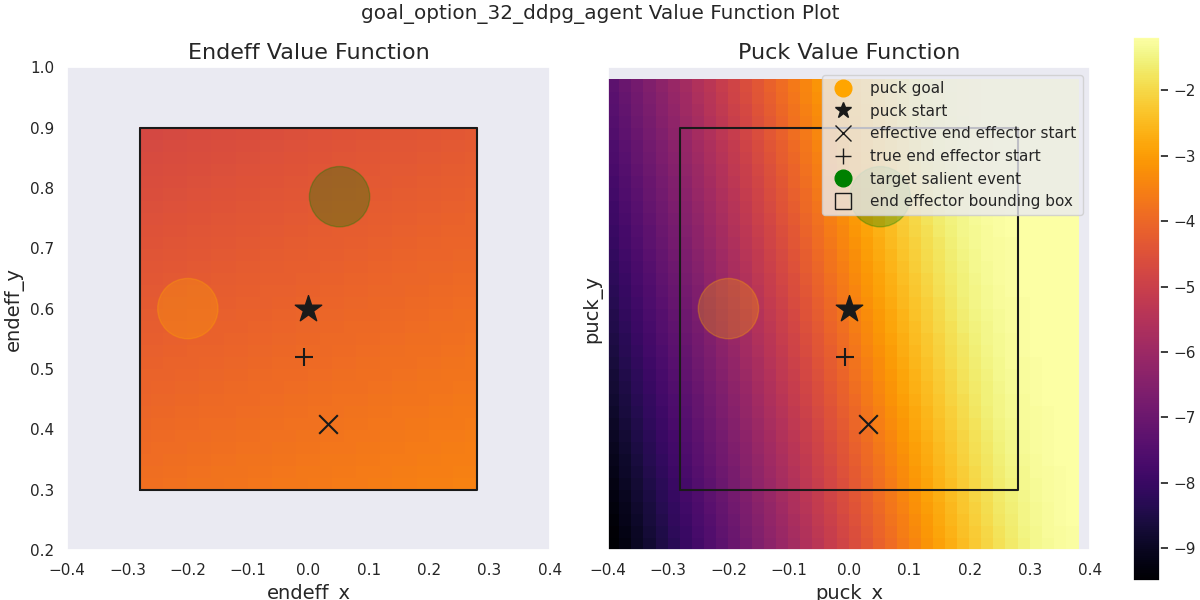 goal_option_32_ddpg_agent Value Function Plot
Endeff Value Function
Puck Value Function
1.0
0.9
0.8
0.7
0.6
0.5
0.4
0.3
0.2
endeff_y
−0.4 −0.3 −0.2 −0.1 0.0 0.1 0.2 0.3 0.4
endeff_x
puck_y
puck goal
puck start
effective end effector start
true end effector start
target salient event
end effector bounding box
−0.4 −0.3 −0.2 −0.1 0.0 0.1 0.2 0.3 0.4
puck_x
−2
−3
−4
−5
−6
−7
−8
−9